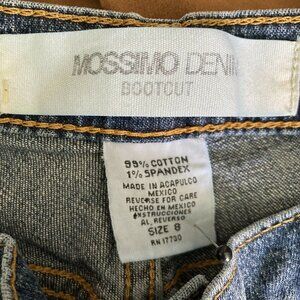 MOSSIMO DENIM
BOOTCUT
99% COTTON
1% SPANDEX
MADE IN ACAPULCO
MEXICO
REVERSE FOR CARE
HECHO EN MEXICO
INSTRUCCIONES
AL REVERSO
SIZE 8
RN 17730